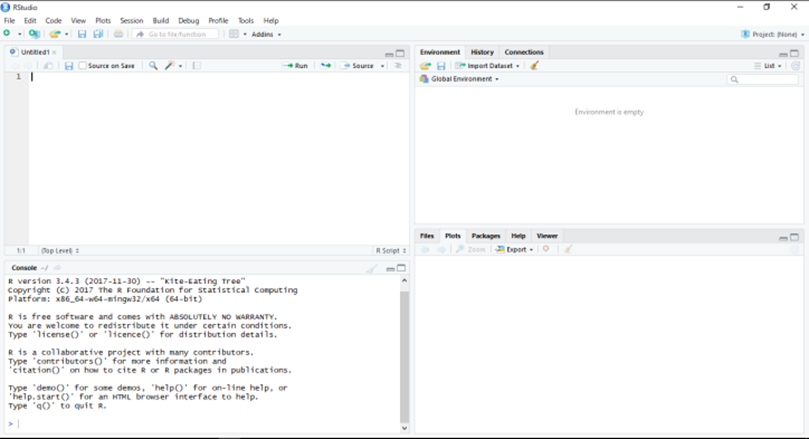 RStudio
File Edit Code View Plots Session Build Debug Profile Tools Help
Go to file/function Addins Project: (None)
Untitled1
Source on Save Run Source
1
1:1 (Top Level) R Script
Console ~/
R version 3.4.3 (2017-11-30) -- "Kite-Eating Tree"
Copyright (C) 2017 The R Foundation for Statistical Computing
Platform: x86_64-w64-mingw32/x64 (64-bit)
R is free software and comes with ABSOLUTELY NO WARRANTY.
You are welcome to redistribute it under certain conditions.
Type 'license()' or 'licence()' for distribution details.
R is a collaborative project with many contributors.
Type 'contributors()' for more information and
'citation()' on how to cite R or R packages in publications.
Type 'demo()' for some demos, 'help()' for on-line help, or
'help.start()' for an HTML browser interface to help.
Type 'q()' to quit R.
>
Environment History Connections
Import Dataset List
Global Environment
Environment is empty
Files Plots Packages Help Viewer
Zoom Export